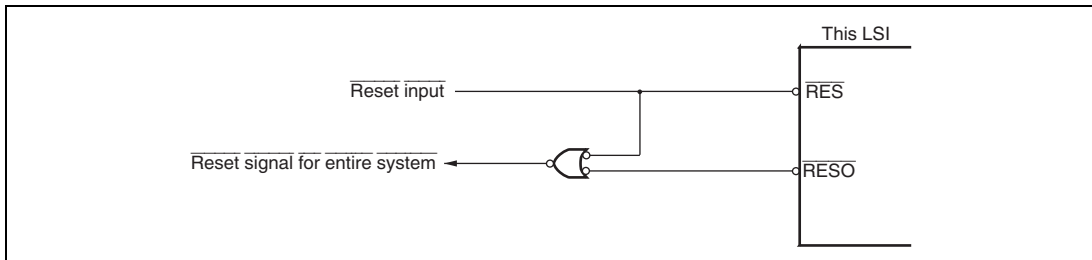 This LSI
Reset input
RES
Reset signal for entire system
RESO